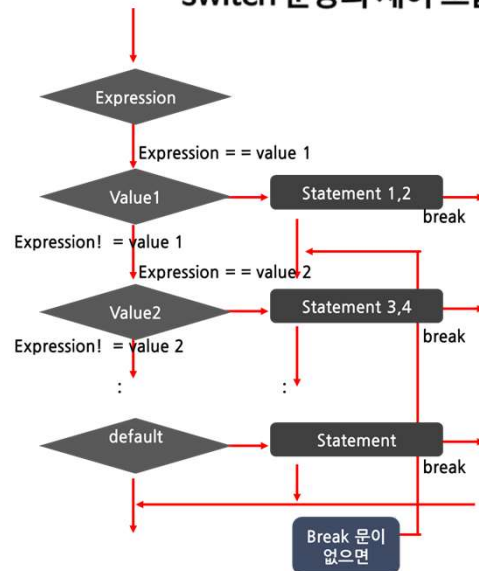 Expression
Expression = = value 1
Value1
Statement 1,2
break
Expression! = value 1
Expression = = value 2
Value2
Statement 3,4
break
Expression! = value 2
:
:
default
Statement
break
Break 문이
없으면